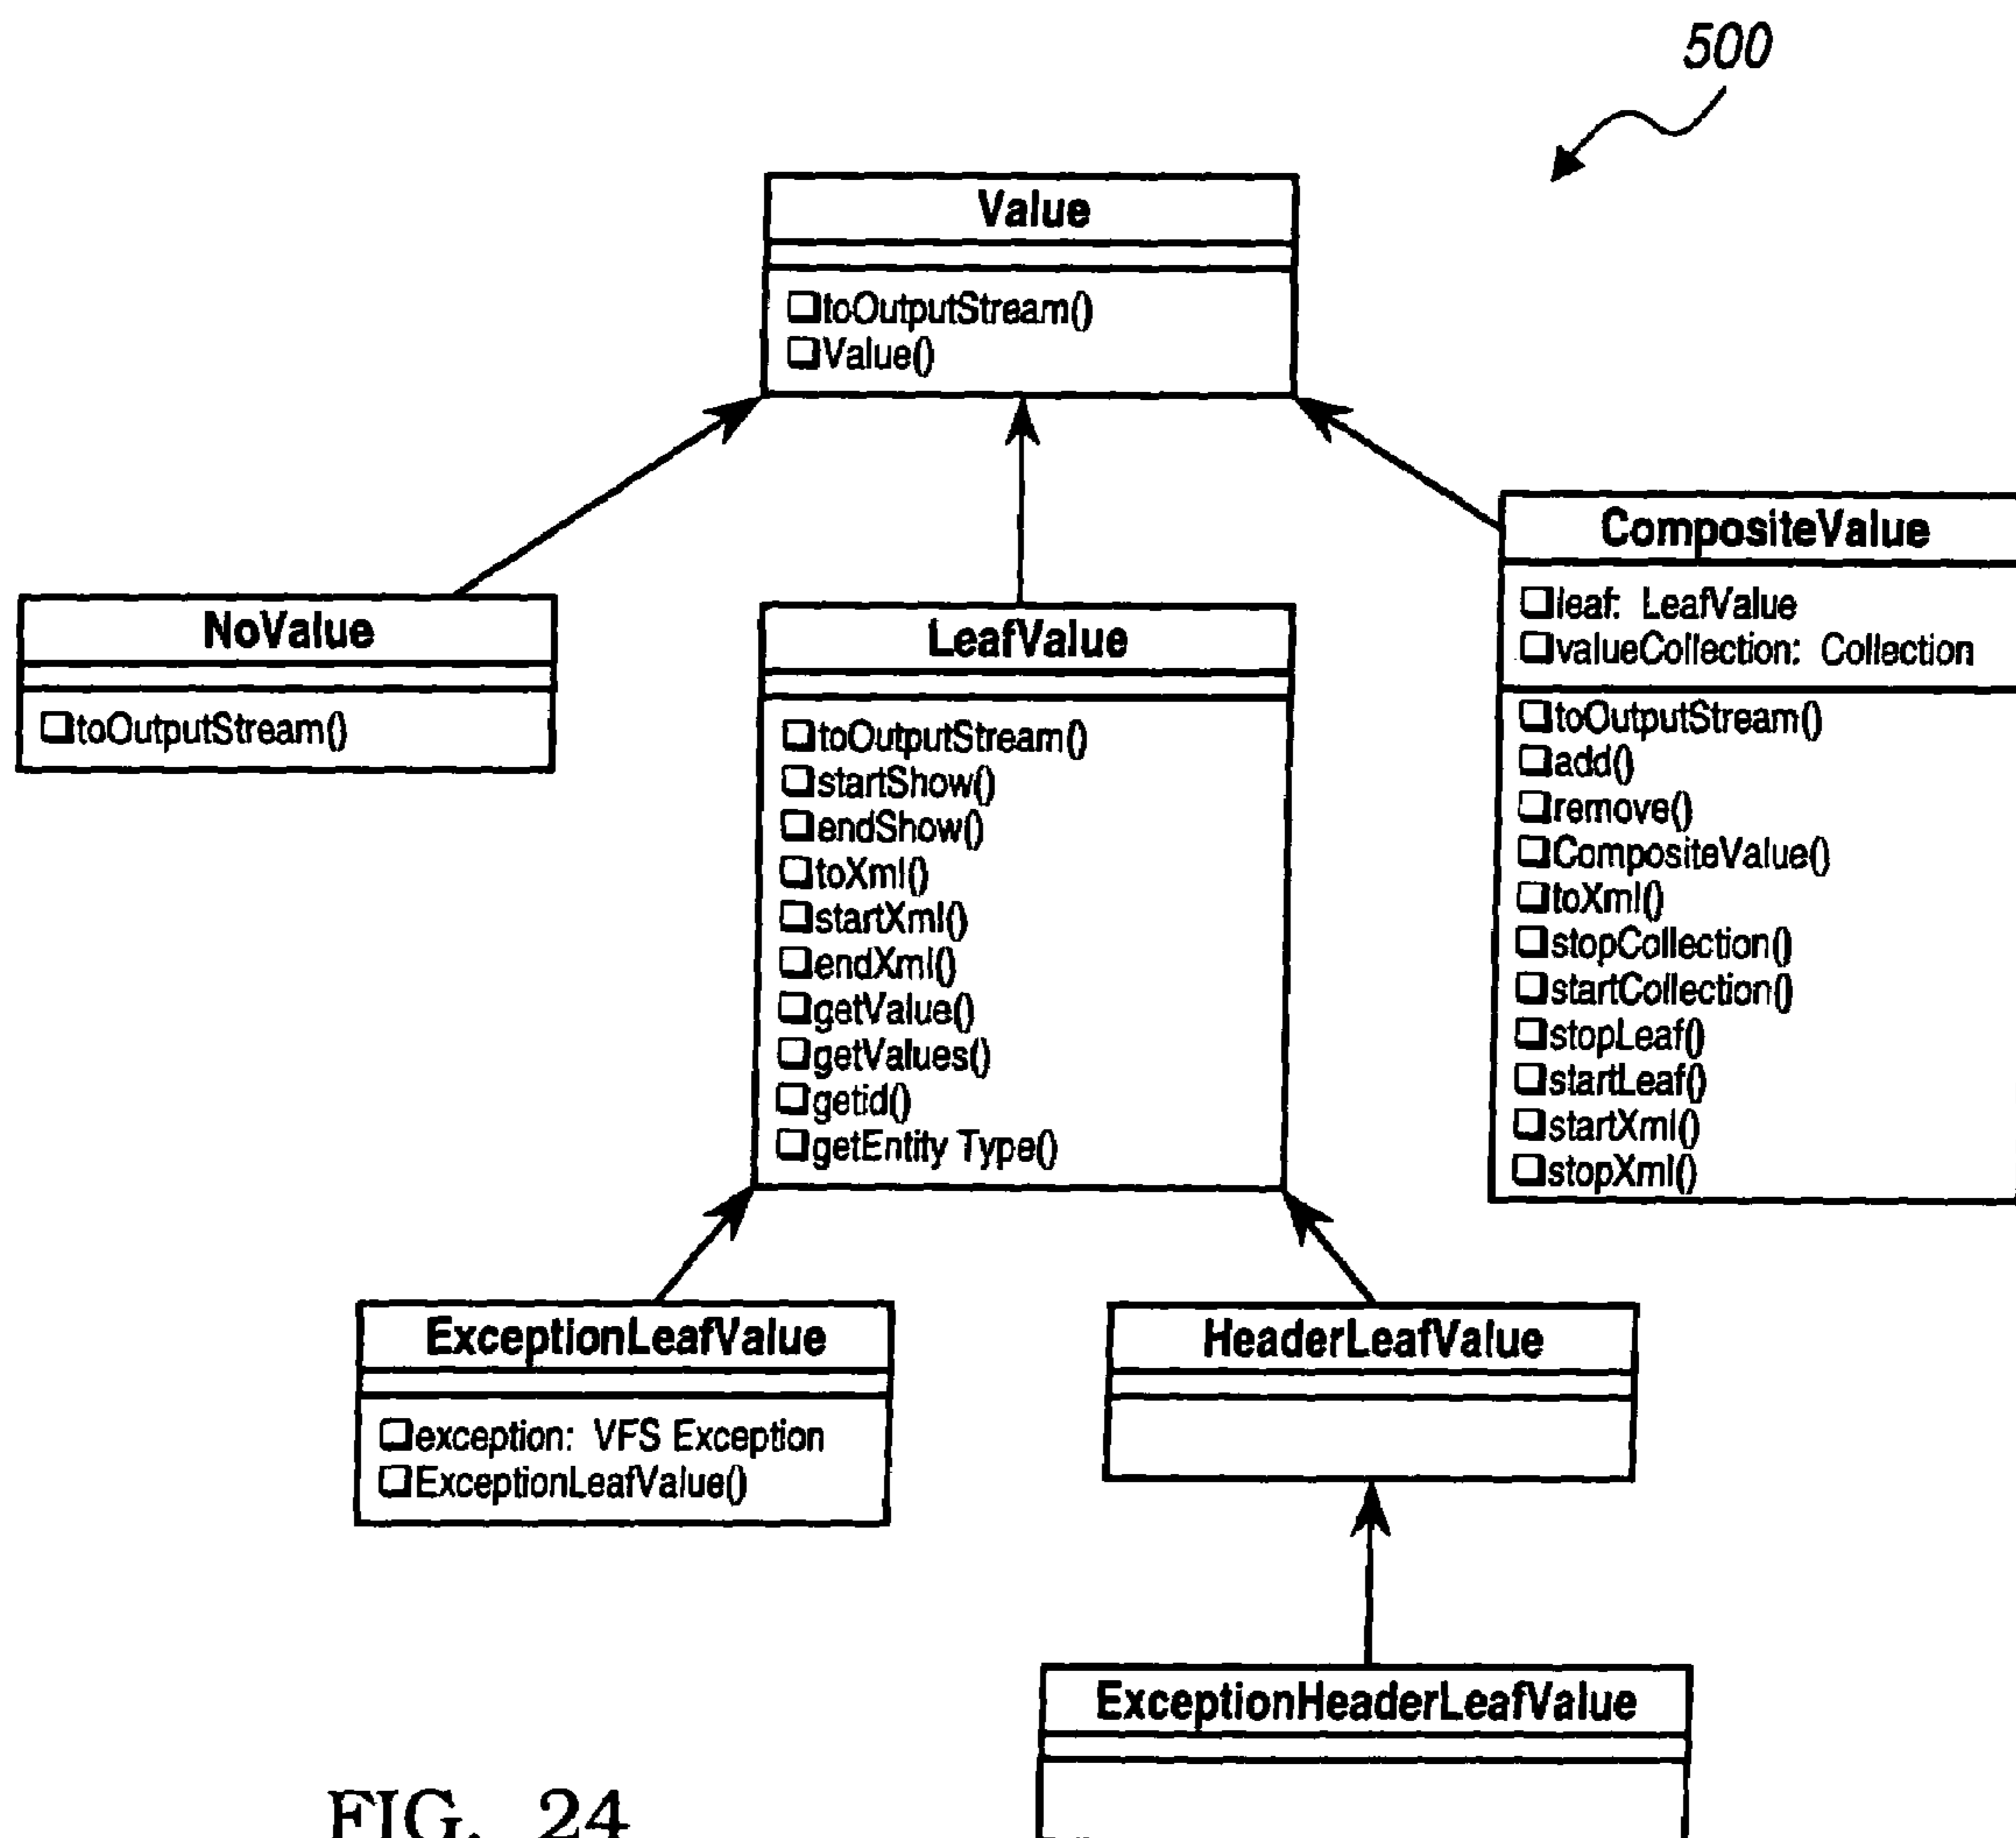 500
Value
toOutputStream()
Value()
NoValue
toOutputStream()
LeafValue
toOutputStream()
startShow()
endShow()
toXml()
startXml()
endXml()
getValue()
getValues()
getid()
getEntity Type()
CompositeValue
leaf: LeafValue
valueCollection: Collection
toOutputStream()
add()
remove()
CompositeValue()
toXml()
stopCollection()
startCollection()
stopLeaf()
startLeaf()
startXml()
stopXml()
ExceptionLeafValue
exception: VFS Exception
ExceptionLeafValue()
HeaderLeafValue
ExceptionHeaderLeafValue
FIG. 24